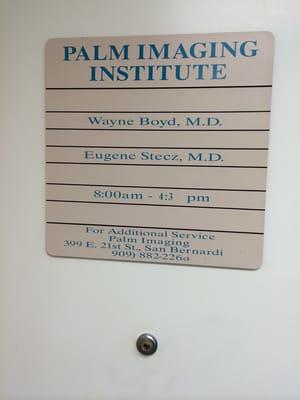 PALM IMAGING
INSTITUTE
Wayne Boyd, M.D.
Eugene Stecz, M.D.
8:00am - 4:3 pm
For Additional Service
Palm Imaging
399 E. 21st St., San Bernardi
909) 882-226o